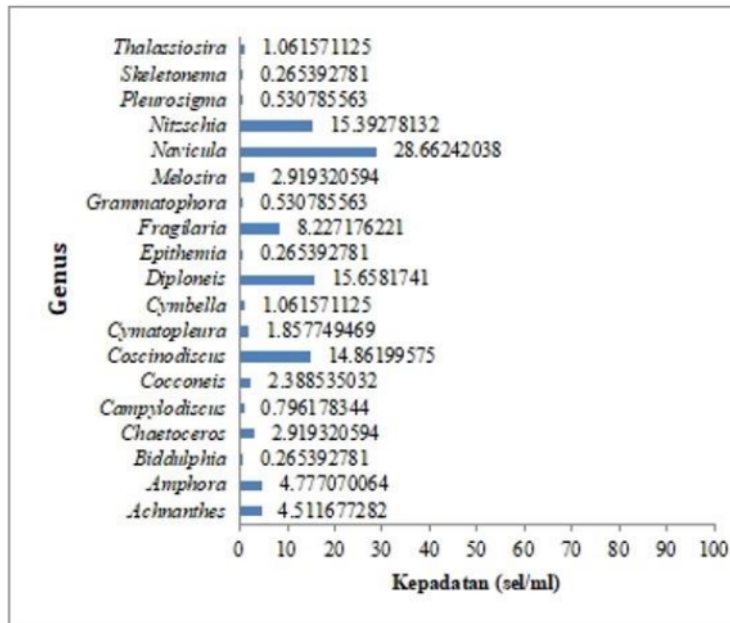 Thalassiosira 1.061571125
Skeletonema 0.265392781
Pleurosigma 0.530785563
Nitzschia 15.39278132
Navicula 28.66242038
Melosira 2.919320594
Grammatophora 0.530785563
Fragilaria 8.227176221
Epithemia 0.265392781
Diploneis 15.6581741
Cymbella 1.061571125
Cymatopleura 1.857749469
Coscinodiscus 14.86199575
Cocconeis 2.388535032
Campylodiscus 0.796178344
Chaetoceros 2.919320594
Biddulphia 0.265392781
Amphora 4.777070064
Achnanthes 4.511677282
Genus
0 10 20 30 40 50 60 70 80 90 100
Kepadatan (sel/ml)